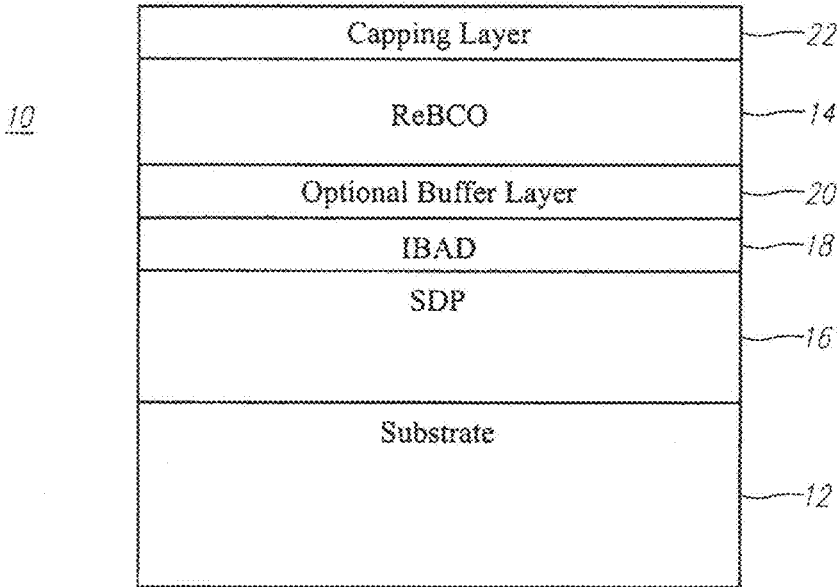 Capping Layer 22
10
ReBCO 14
Optional Buffer Layer 20
IBAD 18
SDP
16
Substrate
12